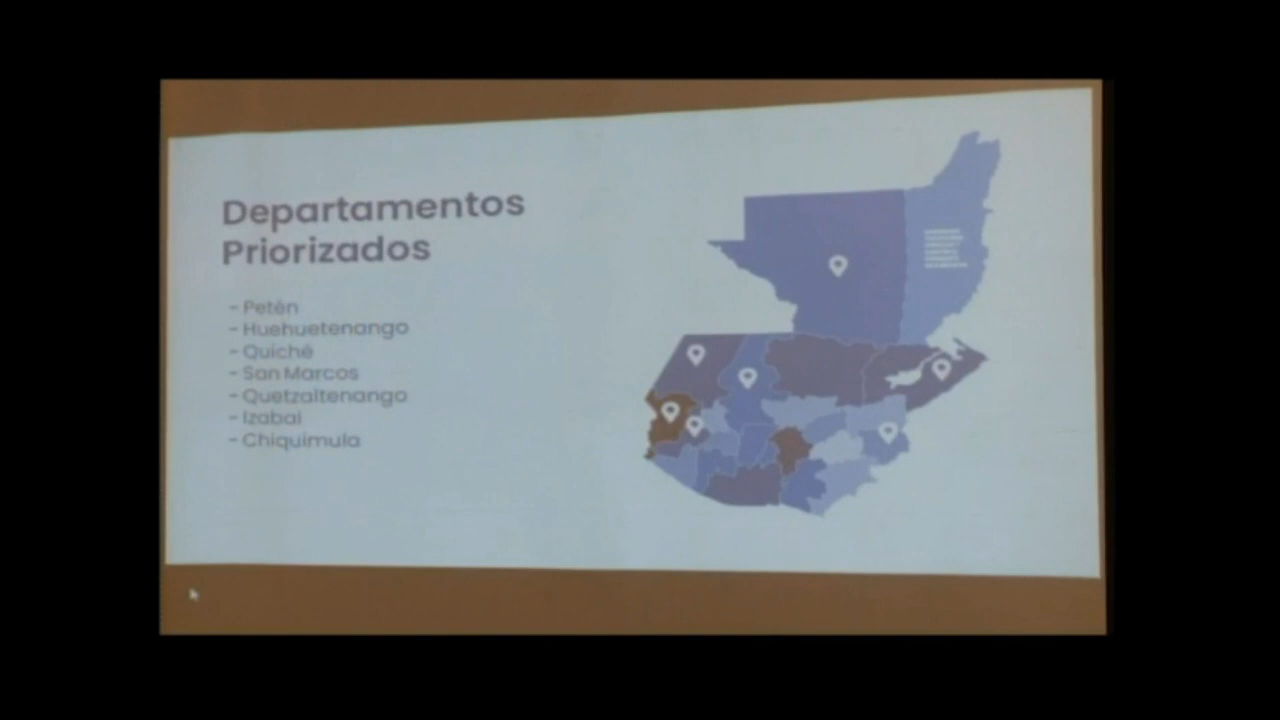 Departamentos
Priorizados
- Petén
- Huehuetenango
- Quiché
- San Marcos
- Quetzaltenango
- Izabal
- Chiquimula